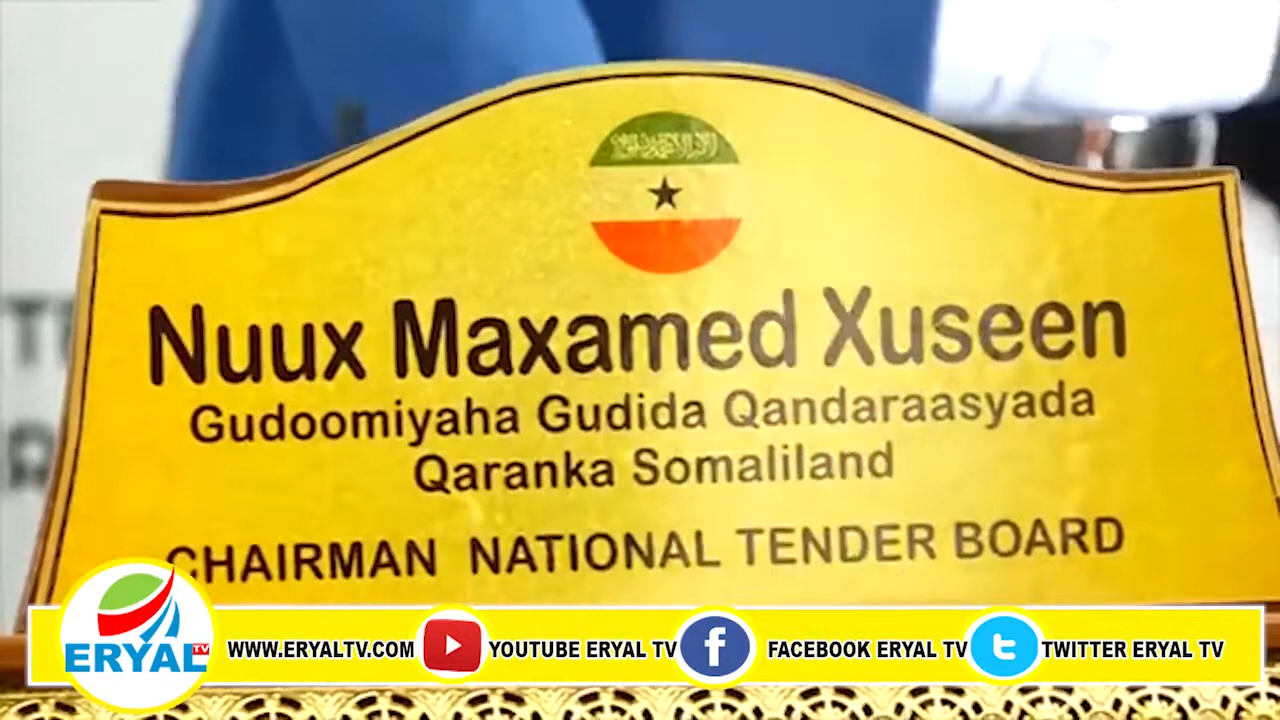 Nuux Maxamed Xuseen
Gudoomiyaha Gudida Qandaraasyada
Qaranka Somaliland
CHAIRMAN NATIONAL TENDER BOARD
ERYAL TV
WWW.ERYALTV.COM
YOUTUBE ERYAL TV
FACEBOOK ERYAL TV
TWITTER ERYAL TV